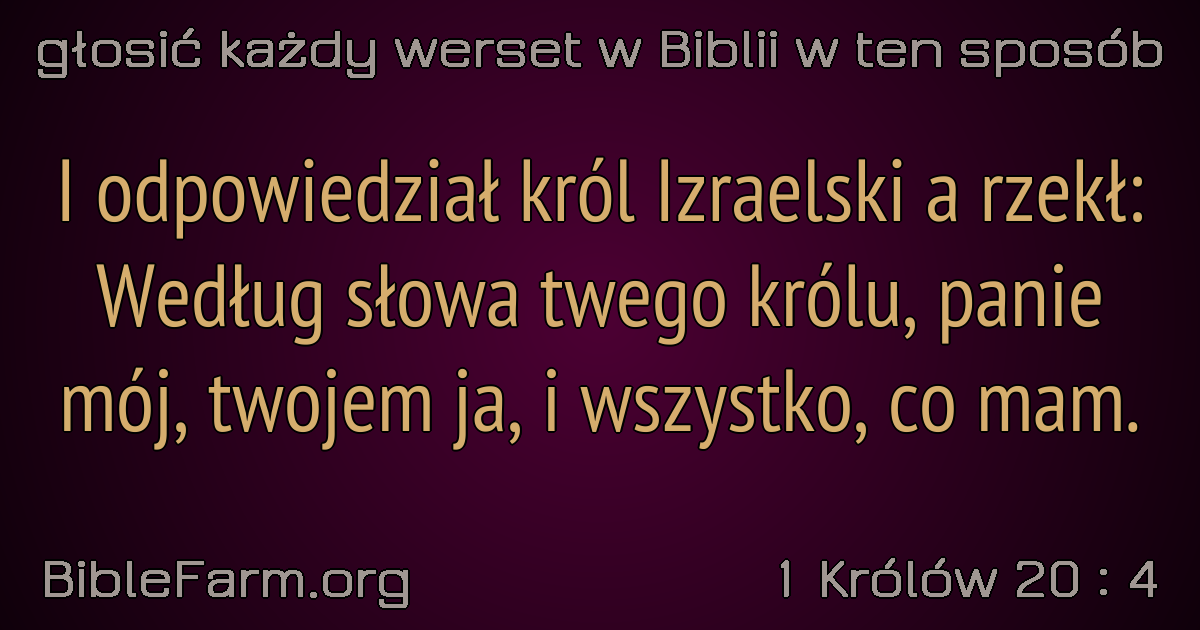 głosić każdy werset w Biblii w ten sposób
I odpowiedział król Izraelski a rzekł:
Według słowa twego królu, panie
mój, twojem ja, i wszystko, co mam.
BibleFarm.org
1 Królów 20 : 4